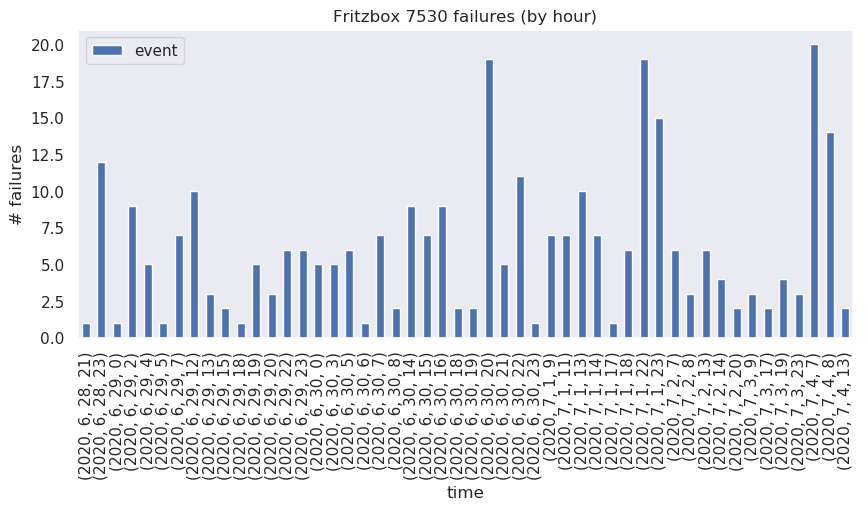 Fritzbox 7530 failures (by hour)
event
# failures
20.0
17.5
15.0
12.5
10.0
7.5
5.0
2.5
0.0
(2020, 6, 28, 21)
(2020, 6, 28, 23)
(2020, 6, 29, 0)
(2020, 6, 29, 2)
(2020, 6, 29, 4)
(2020, 6, 29, 5)
(2020, 6, 29, 7)
(2020, 6, 29, 12)
(2020, 6, 29, 13)
(2020, 6, 29, 15)
(2020, 6, 29, 18)
(2020, 6, 29, 19)
(2020, 6, 29, 20)
(2020, 6, 29, 22)
(2020, 6, 29, 23)
(2020, 6, 30, 0)
(2020, 6, 30, 3)
(2020, 6, 30, 5)
(2020, 6, 30, 6)
(2020, 6, 30, 7)
(2020, 6, 30, 8)
(2020, 6, 30, 14)
(2020, 6, 30, 15)
(2020, 6, 30, 16)
(2020, 6, 30, 18)
(2020, 6, 30, 19)
(2020, 6, 30, 20)
(2020, 6, 30, 21)
(2020, 6, 30, 22)
(2020, 6, 30, 23)
(2020, 7, 1, 9)
(2020, 7, 1, 11)
(2020, 7, 1, 13)
(2020, 7, 1, 14)
(2020, 7, 1, 17)
(2020, 7, 1, 18)
(2020, 7, 1, 22)
(2020, 7, 1, 23)
(2020, 7, 2, 7)
(2020, 7, 2, 8)
(2020, 7, 2, 13)
(2020, 7, 2, 14)
(2020, 7, 2, 20)
(2020, 7, 3, 9)
(2020, 7, 3, 17)
(2020, 7, 3, 19)
(2020, 7, 3, 23)
(2020, 7, 4, 7)
(2020, 7, 4, 8)
(2020, 7, 4, 13)
time